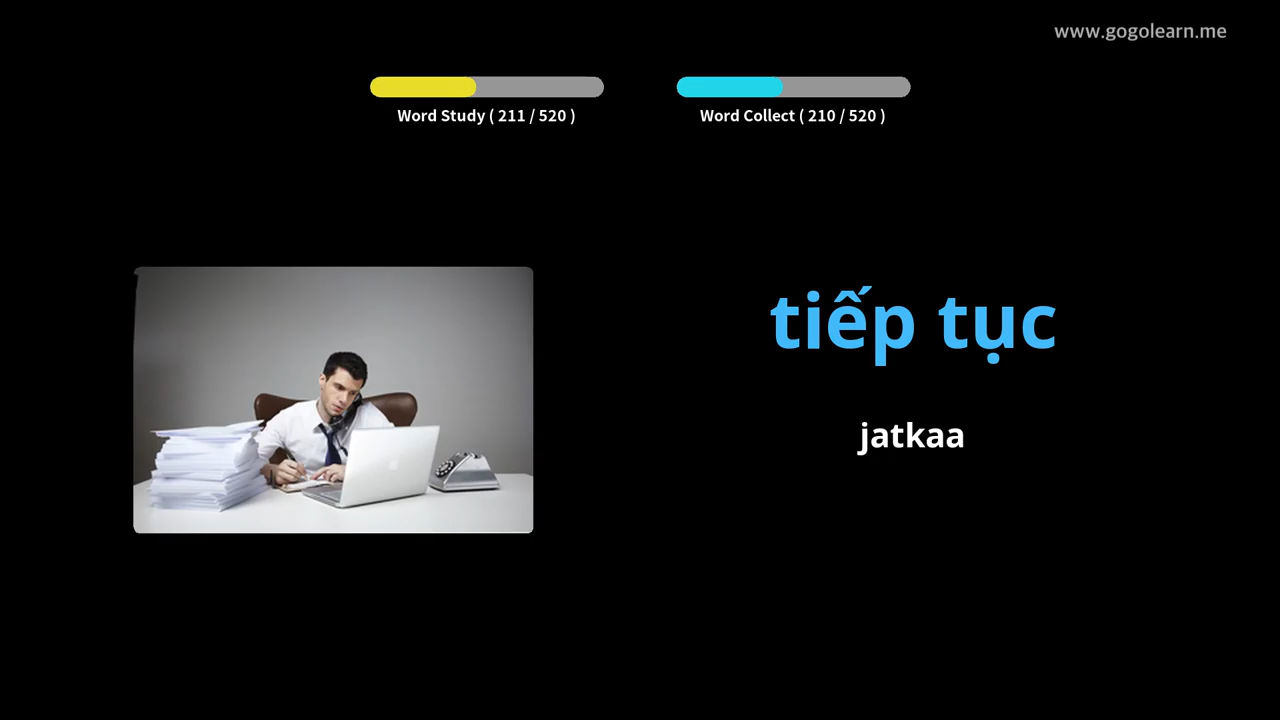 www.gogolearn.me
Word Study ( 211 / 520 )
Word Collect ( 210 / 520 )
tiếp tục
jatkaa